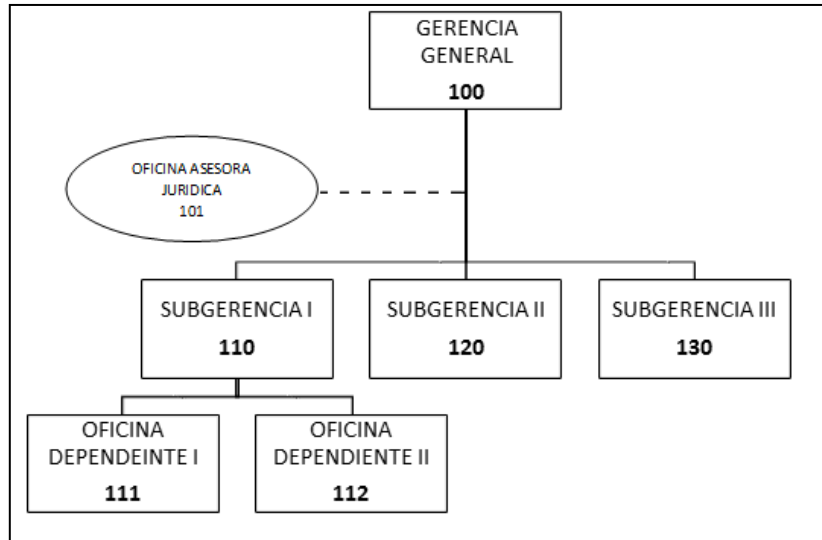 GERENCIA
GENERAL
100
OFICINA ASESORA
JURIDICA
101
SUBGERENCIA I
110
SUBGERENCIA II
120
SUBGERENCIA III
130
OFICINA
DEPENDEINTE I
111
OFICINA
DEPENDIENTE II
112